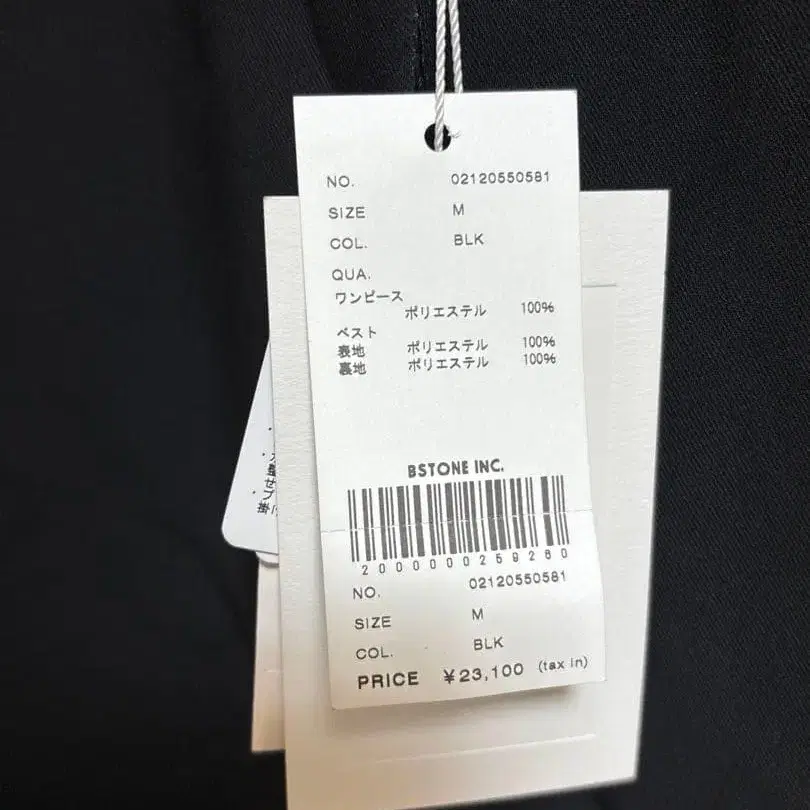 NO. 02120550581
SIZE M
COL. BLK
QUA.
ワンピース
ポリエステル 100%
ベスト
表地 ポリエステル 100%
裏地 ポリエステル 100%
BSTONE INC.
2000000259260
NO. 02120550581
SIZE M
COL. BLK
PRICE ¥23,100 (tax in)